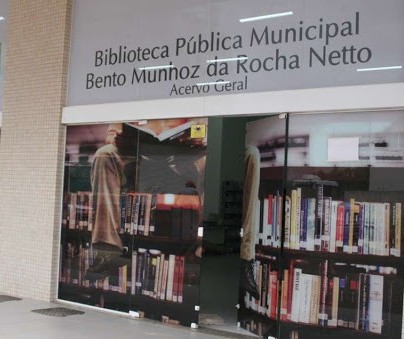 Biblioteca Pública Municipal
Bento Munhoz da Rocha Netto
Acervo Geral